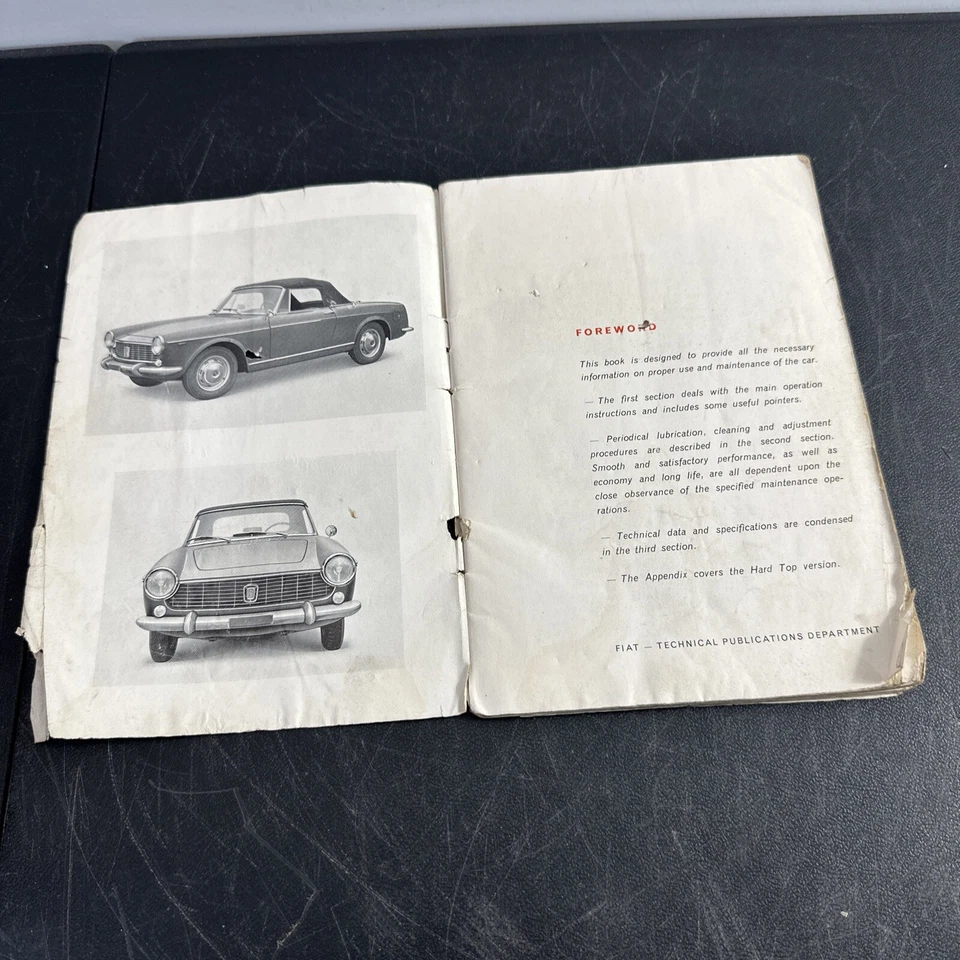 FOREWORD
This book is designed to provide all the necessary
information on proper use and maintenance of the car.
— The first section deals with the main operation
instructions and includes some useful pointers.
— Periodical lubrication, cleaning and adjustment
procedures are described in the second section.
Smooth and satisfactory performance, as well as
economy and long life, are all dependent upon the
close observance of the specified maintenance ope-
rations.
— Technical data and specifications are condensed
in the third section.
— The Appendix covers the Hard Top version.
FIAT — TECHNICAL PUBLICATIONS DEPARTMENT